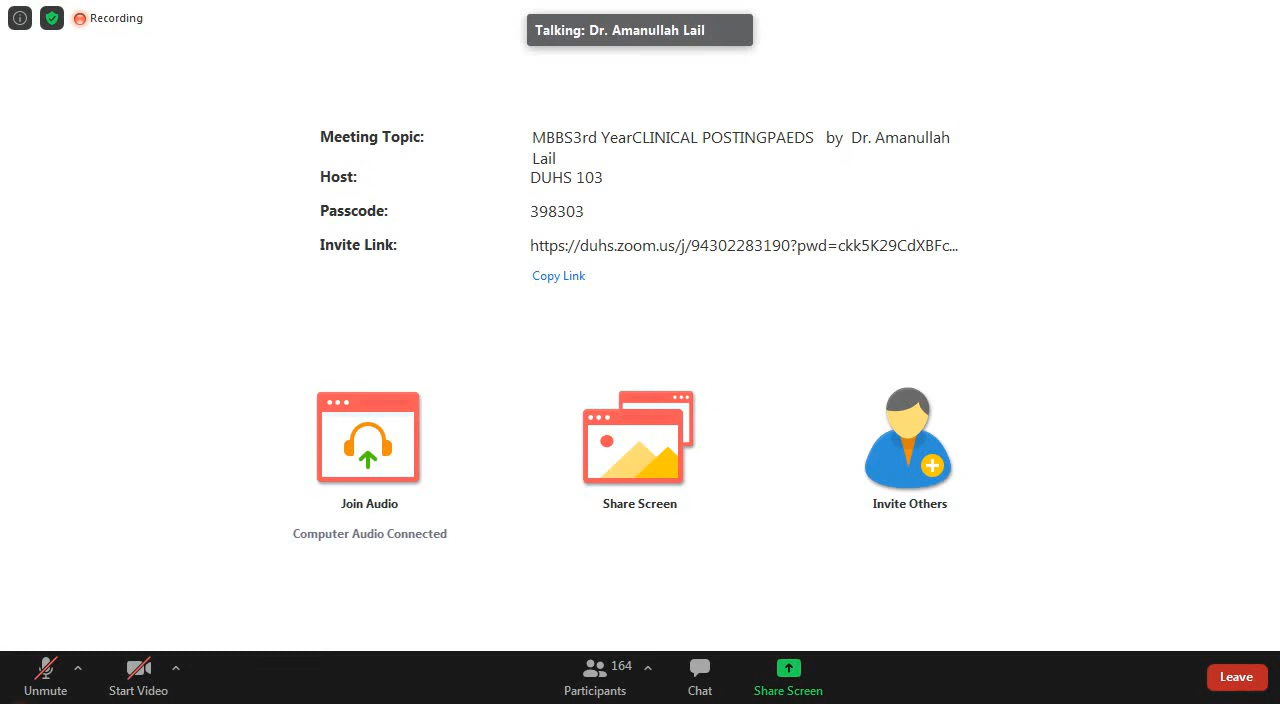 Recording
Talking: Dr. Amanullah Lail
Meeting Topic:
MBBS3rd YearCLINICAL POSTINGPAEDS by Dr. Amanullah
Lail
Host:
DUHS 103
Passcode:
398303
Invite Link:
https://duhs.zoom.us/j/94302283190?pwd=ckk5K29CdXBFc...
Copy Link
Join Audio
Share Screen
Invite Others
Computer Audio Connected
164
Unmute
Start Video
Participants
Chat
Share Screen
Leave